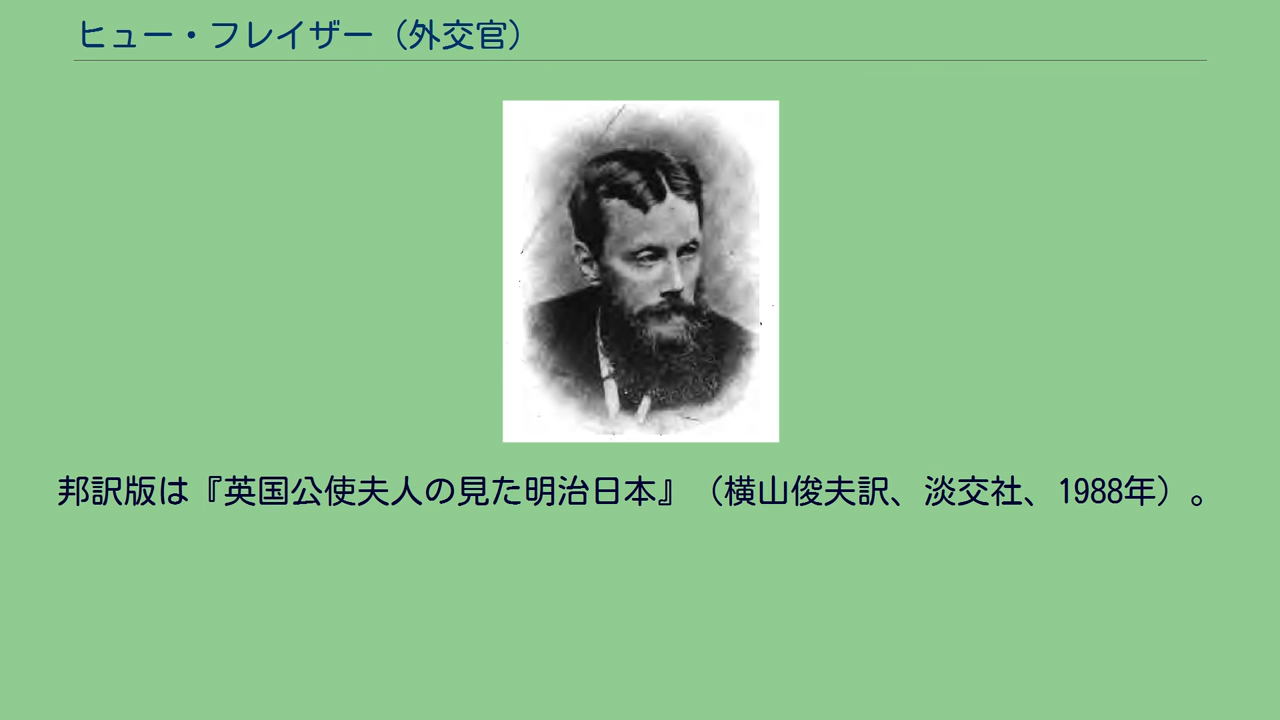 ヒュー・フレイザー（外交官）
邦訳版は『英国公使夫人の見た明治日本』（横山俊夫訳、淡交社、1988年）。